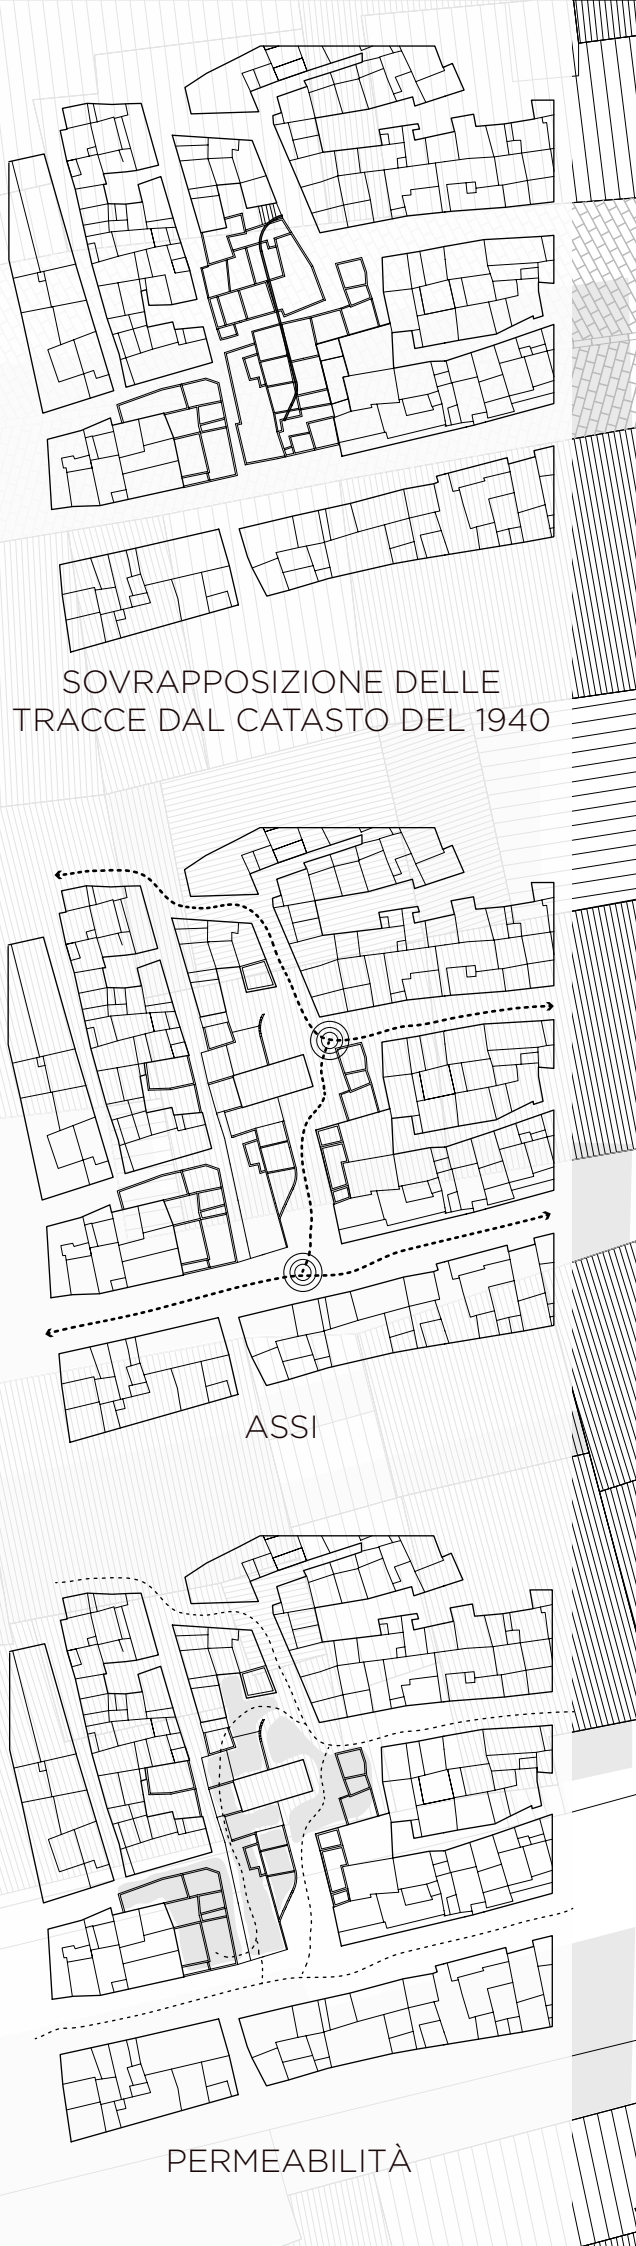 SOVRAPPOSIZIONE DELLE
TRACCE DAL CATASTO DEL 1940
ASSI
PERMEABILITÀ